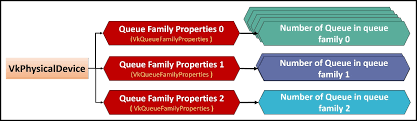 VkPhysicalDevice
Queue Family Properties 0
(VkQueueFamilyProperties )
Number of Queue in queue
family 0
Queue Family Properties 1
(VkQueueFamilyProperties )
Number of Queue in queue
family 1
Queue Family Properties 2
( VkQueueFamilyProperties )
Number of Queue in queue
family 2